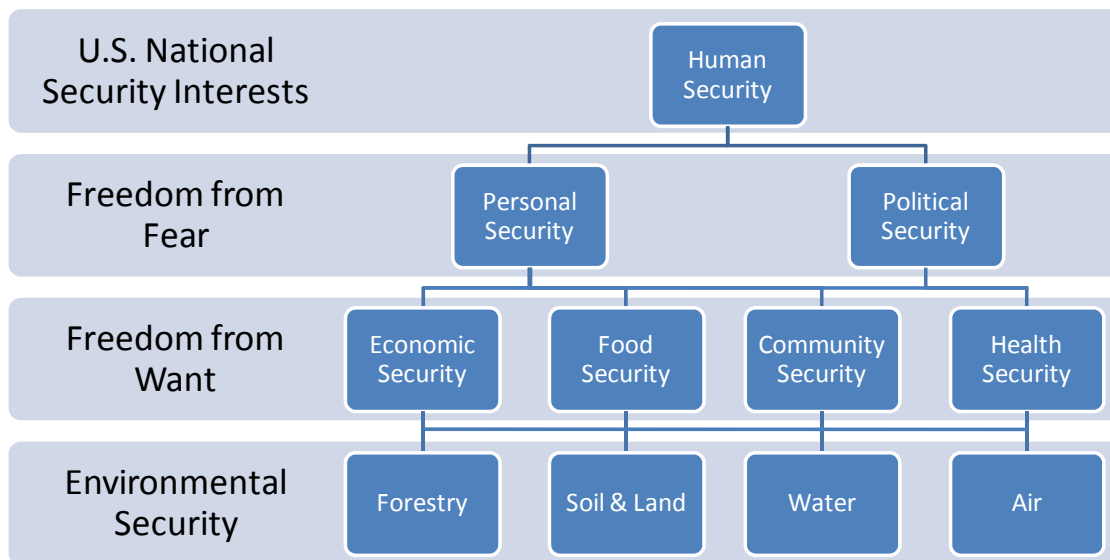 U.S. National
Security Interests
Human
Security
Freedom from
Fear
Personal
Security
Political
Security
Freedom from
Want
Economic
Security
Food
Security
Community
Security
Health
Security
Environmental
Security
Forestry
Soil & Land
Water
Air